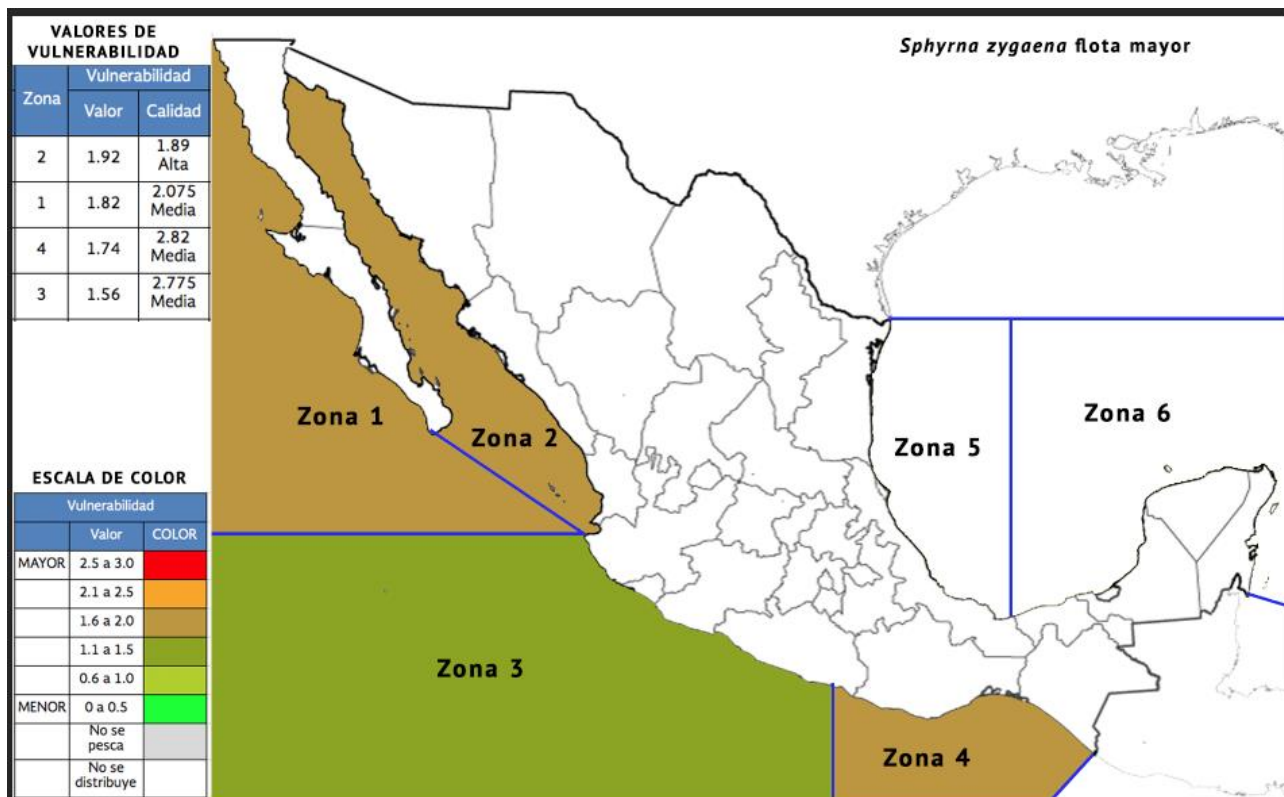 VALORES DE
VULNERABILIDAD
Zona
Vulnerabilidad
Valor
Calidad
2
1.92
1.89
Alta
1
1.82
2.075
Media
4
1.74
2.82
Media
3
1.56
2.775
Media
ESCALA DE COLOR
Vulnerabilidad
Valor
COLOR
MAYOR
2.5 a 3.0
2.1 a 2.5
1.6 a 2.0
1.1 a 1.5
0.6 a 1.0
MENOR
0 a 0.5
No se
pesca
No se
distribuye
Sphyrna zygaena flota mayor
Zona 1
Zona 2
Zona 5
Zona 6
Zona 3
Zona 4